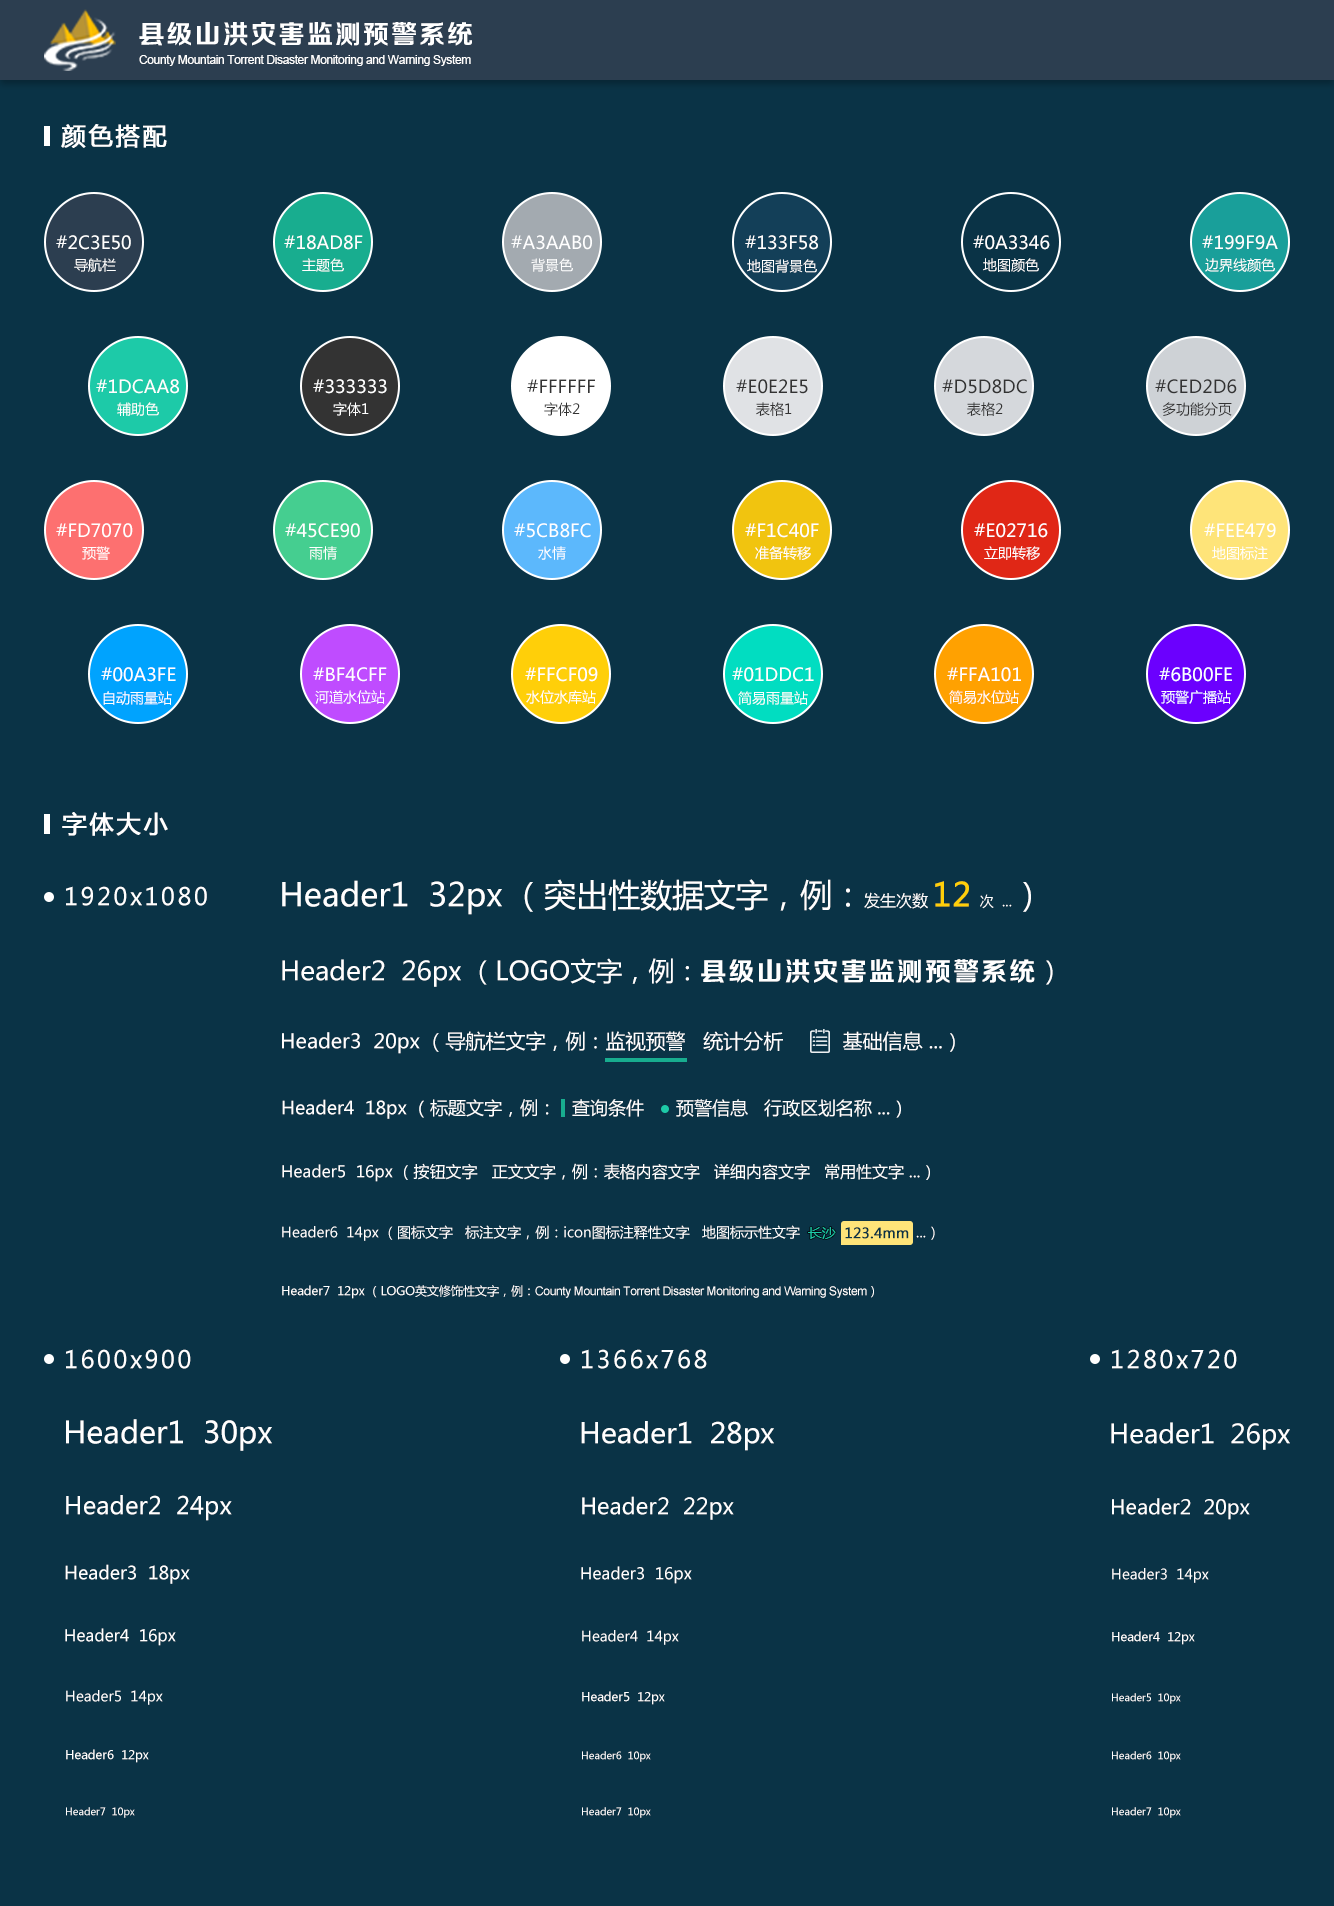 县级山洪灾害监测预警系统
County Mountain Torrent Disaster Monitoring and Warning System
颜色搭配
#2C3E50 #18AD8F #A3AAB0 #133F58 #0A3346 #199F9A
导航栏 主题色 背景色 地图背景色 地图颜色 边界线颜色
#1DCAA8 #333333 #FFFFFF #E0E2E5 #D5D8DC #CED2D6
辅助色 字体1 字体2 表格1 表格2 多功能分页
#FD7070 #45CE90 #5CB8FC #F1C40F #E02716 #FEE479
预警 雨情 水情 准备转移 立即转移 地图标注
#00A3FE #BF4CFF #FFCF09 #01DDC1 #FFA101 #6B00FE
自动雨量站 河道水位站 水位水库站 简易雨量站 简易水位站 预警广播站
字体大小
1920x1080
Header1 32px（突出性数据文字，例：发生次数 12 次 ...）
Header2 26px（LOGO文字，例：县级山洪灾害监测预警系统）
Header3 20px（导航栏文字，例：监视预警 统计分析 基础信息 ...）
Header4 18px（标题文字，例： 查询条件 预警信息 行政区划名称 ...）
Header5 16px（按钮文字 正文文字，例：表格内容文字 详细内容文字 常用性文字 ...）
Header6 14px（图标文字 标注文字，例：icon图标注释性文字 地图标示性文字 长沙 123.4mm ...）
Header7 12px（LOGO英文修饰性文字，例：County Mountain Torrent Disaster Monitoring and Warning System）
1600x900 1366x768 1280x720
Header1 30px Header1 28px Header1 26px
Header2 24px Header2 22px Header2 20px
Header3 18px Header3 16px Header3 14px
Header4 16px Header4 14px Header4 12px
Header5 14px Header5 12px Header5 10px
Header6 12px Header6 10px Header6 10px
Header7 10px Header7 10px Header7 10px